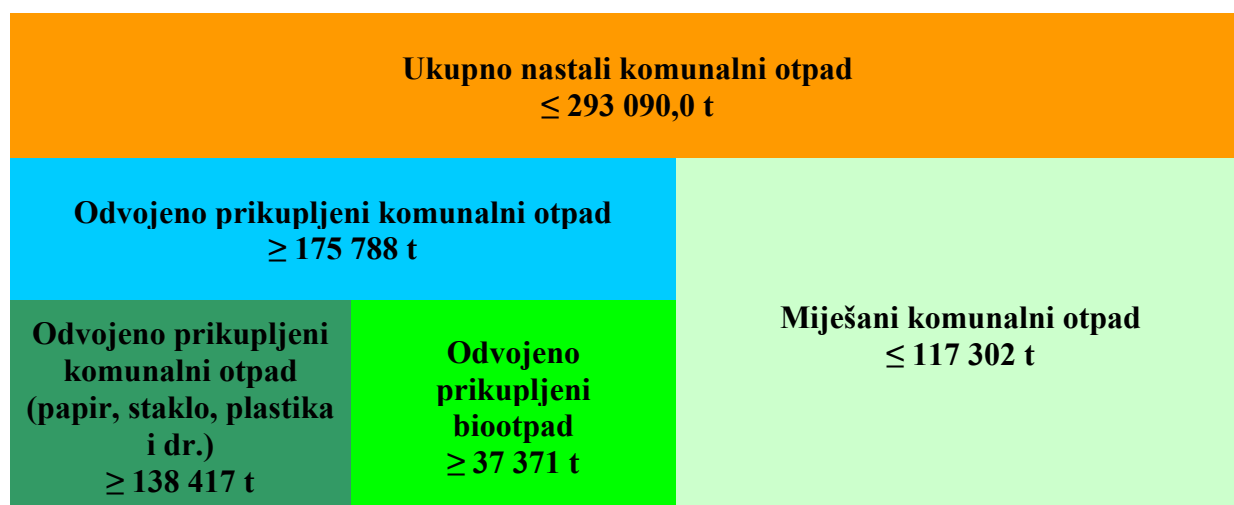 Ukupno nastali komunalni otpad
≤ 293 090,0 t
Odvojeno prikupljeni komunalni otpad
≥ 175 788 t
Odvojeno prikupljeni
komunalni otpad
(papir, staklo, plastika
i dr.)
≥ 138 417 t
Odvojeno
prikupljeni
biootpad
≥ 37 371 t
Miješani komunalni otpad
≤ 117 302 t